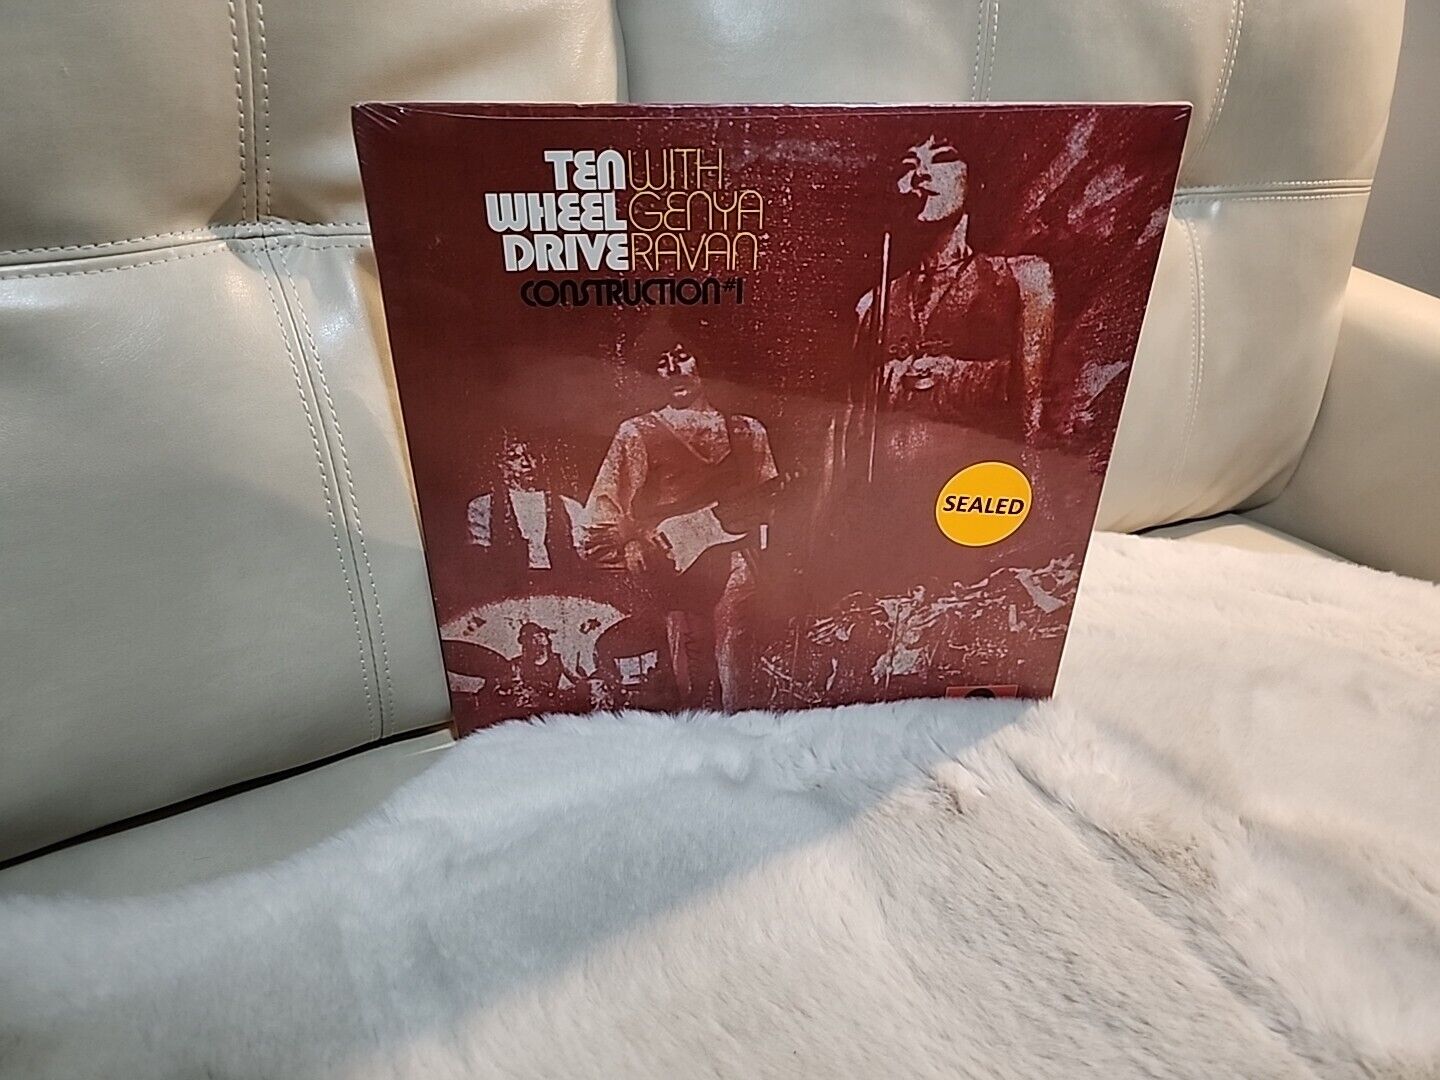 TEN WITH
WHEEL GENYA
DRIVE RAVAN
CONSTRUCTION #1
SEALED